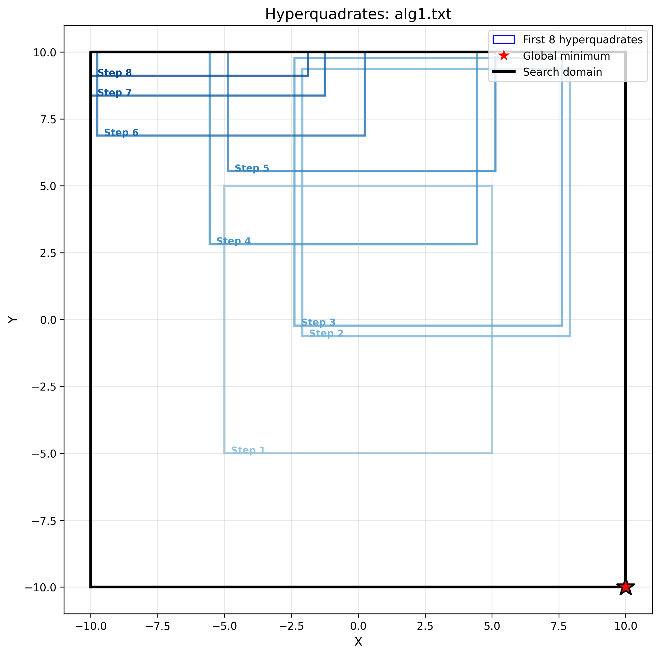 Hyperquadrates: alg1.txt
First 8 hyperquadrates
Global minimum
Search domain
10.0
7.5
5.0
2.5
0.0
−2.5
−5.0
−7.5
−10.0
Y
Step 8
Step 7
Step 6
Step 5
Step 4
Step 3
Step 2
Step 1
−10.0 −7.5 −5.0 −2.5 0.0 2.5 5.0 7.5 10.0
X